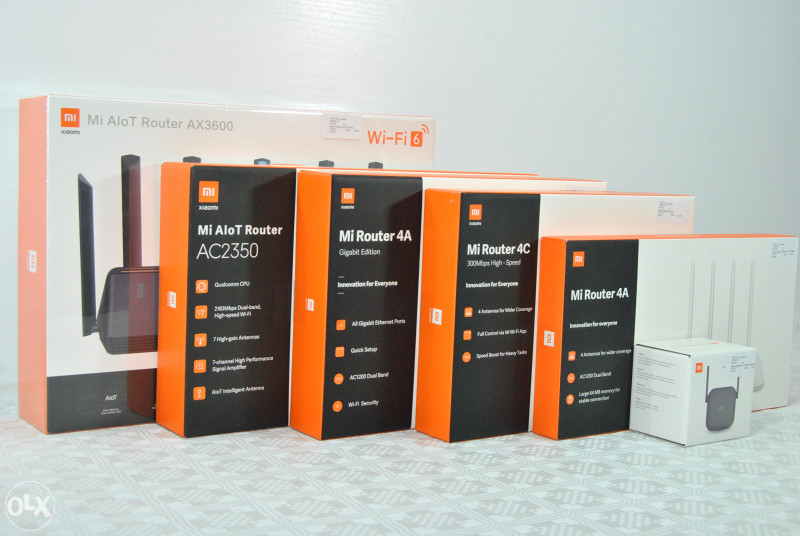 mi
xiaomi
Mi AIoT Router AX3600
Wi-Fi 6
AIoT
mi
xiaomi
Mi AIoT Router
AC2350
Qualcomm CPU
2183Mbps Dual-band,
High-speed Wi-Fi
7 High-gain Antennas
7-channel High Performance
Signal Amplifier
AIoT Intelligent Antenna
mi
xiaomi
Mi Router 4A
Gigabit Edition
Innovation for Everyone
All Gigabit Ethernet Ports
Quick Setup
AC1200 Dual Band
Wi-Fi Security
mi
xiaomi
Mi Router 4C
300Mbps High - Speed
Innovation for Everyone
4 Antennas for Wider Coverage
Full Control via Mi Wi-Fi App
Speed Boost for Heavy Tasks
mi
Mi Router 4A
Innovation for everyone
4 Antennas for wider coverage
AC1200 Dual Band
Large 64 MB memory for
stable connection
mi
OLX